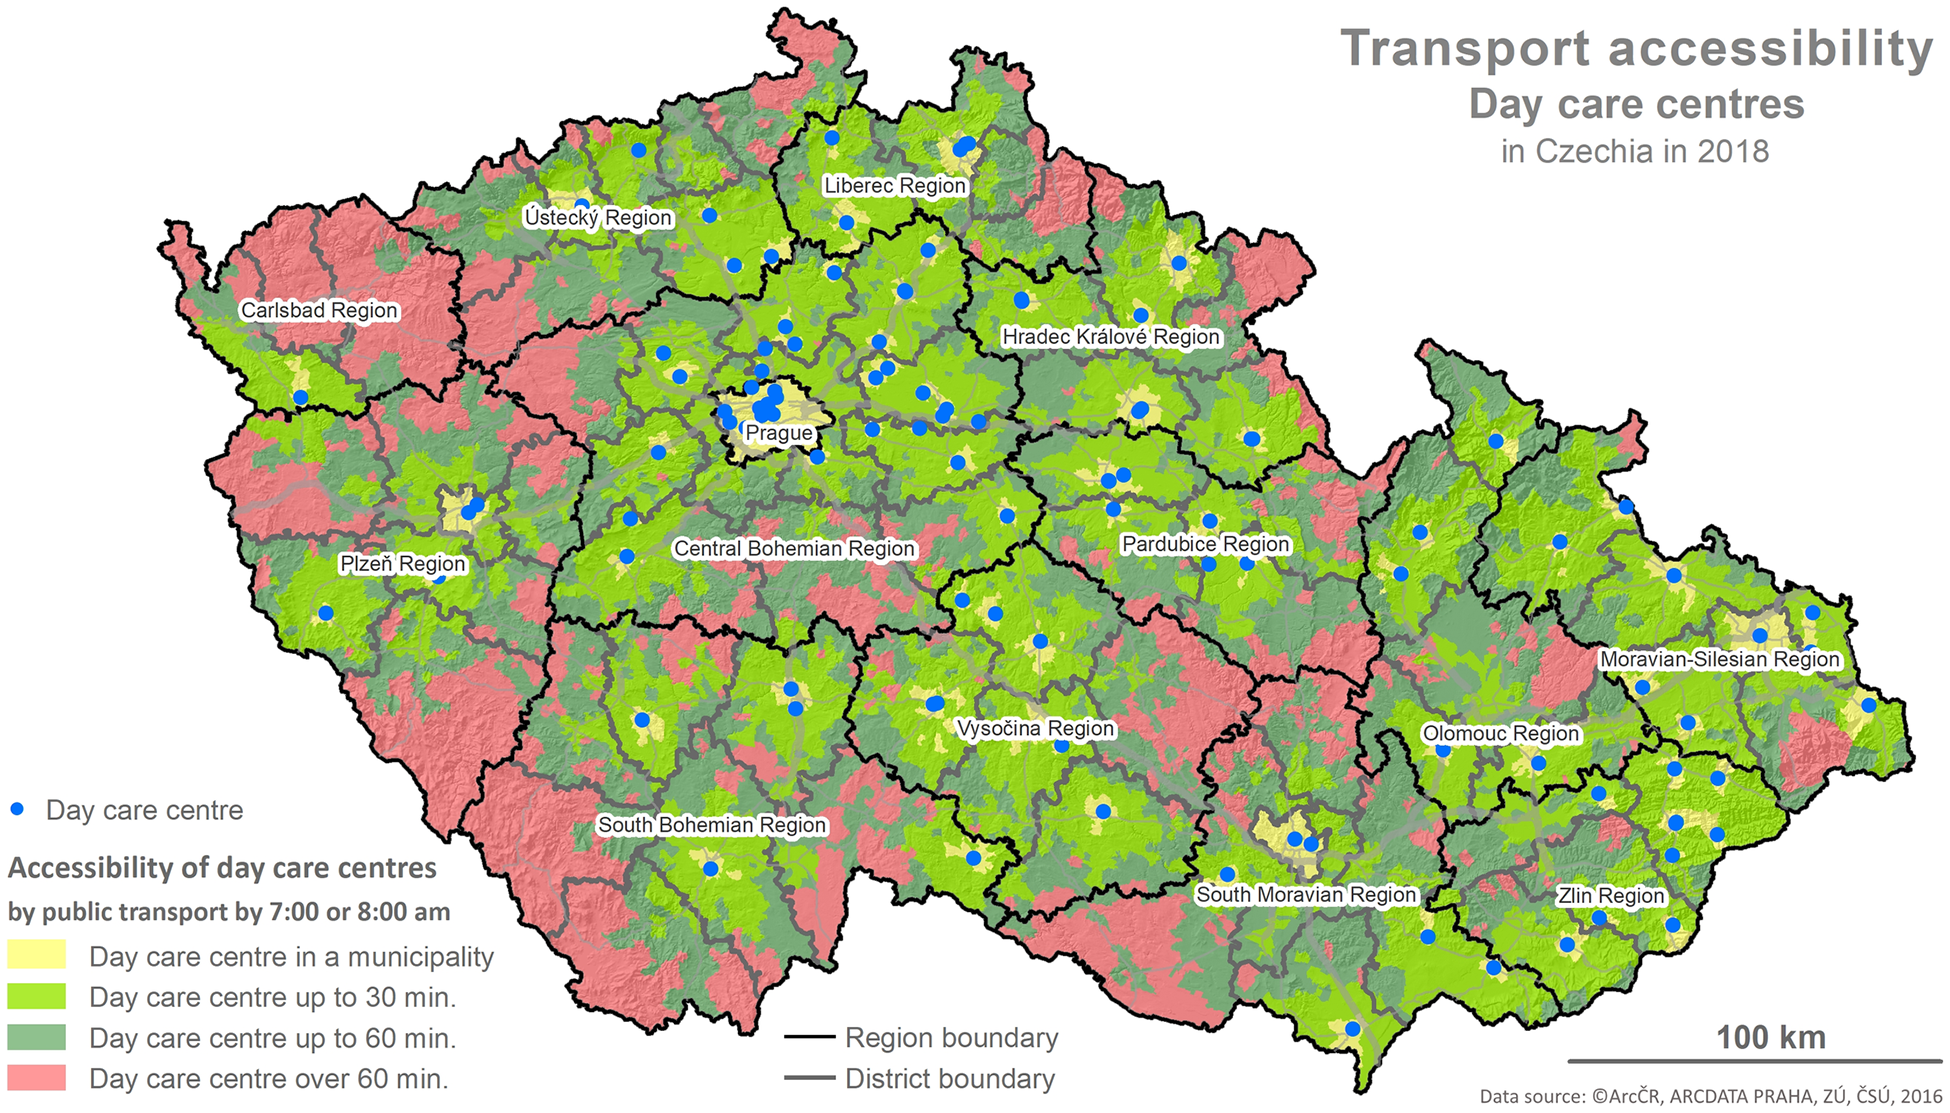 Transport accessibility
Day care centres
in Czechia in 2018
Liberec Region
Ústecký Region
Carlsbad Region
Hradec Králové Region
Prague
Central Bohemian Region
Pardubice Region
Plzeň Region
Moravian-Silesian Region
Vysočina Region
Olomouc Region
South Bohemian Region
South Moravian Region
Zlin Region
Day care centre
Accessibility of day care centres
by public transport by 7:00 or 8:00 am
Day care centre in a municipality
Day care centre up to 30 min.
Day care centre up to 60 min.
Day care centre over 60 min.
Region boundary
District boundary
100 km
Data source: ©ArcČR, ARCDATA PRAHA, ZÚ, ČSÚ, 2016